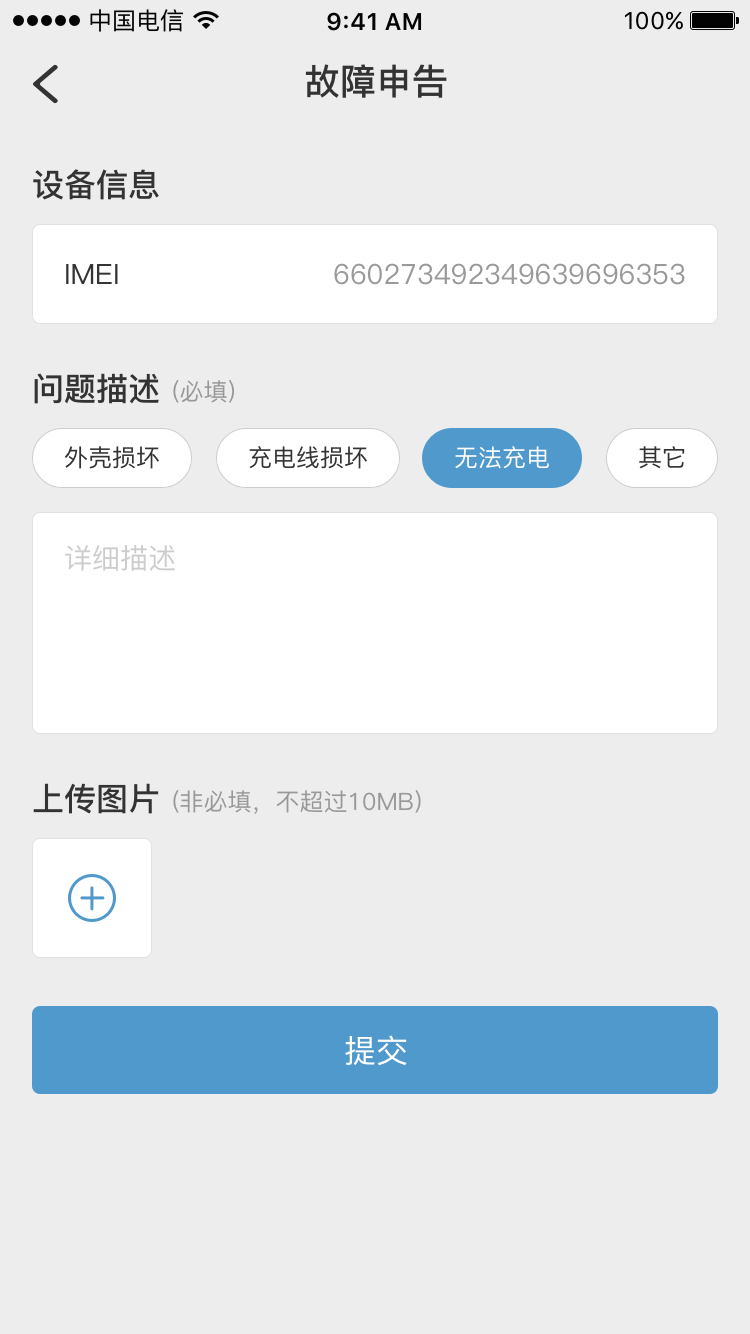 中国电信 9:41 AM 100%
故障申告
设备信息
IMEI 660273492349639696353
问题描述 (必填)
外壳损坏 充电线损坏 无法充电 其它
详细描述
上传图片 (非必填，不超过10MB)
提交